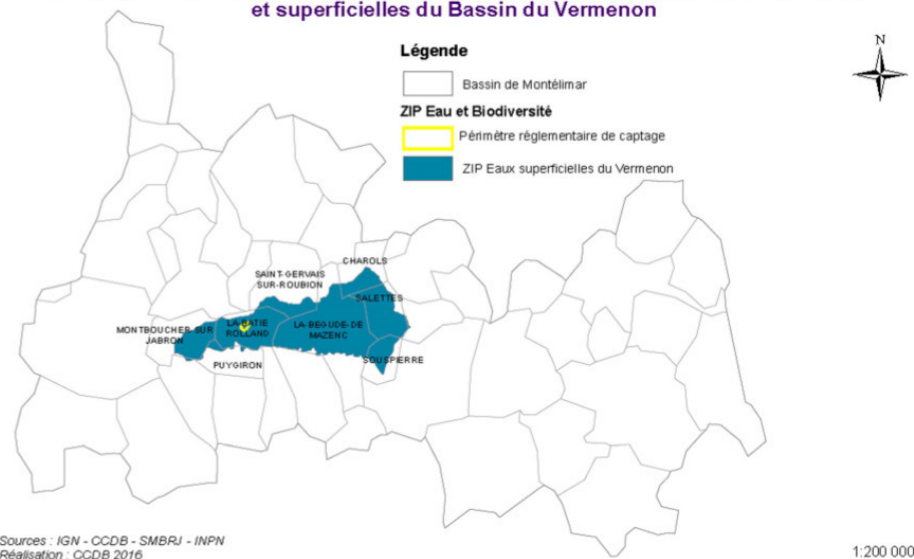 et superficielles du Bassin du Vermenon
Légende
N
Bassin de Montélimar
ZIP Eau et Biodiversité
Périmètre réglementaire de captage
ZIP Eaux superficielles du Vermenon
CHAROLS
SAINT-GERVAIS
SUR-ROUBION
SALETTES
MONTBOUCHER-SUR
JABRON
LA-BATIE
ROLLAND
LA-BEGUDE-DE
MAZENC
PUYGIRON
SOUSPIERRE
Sources : IGN - CCDB - SMBRJ - INPN
Réalisation : CCDB 2016
1:200 000